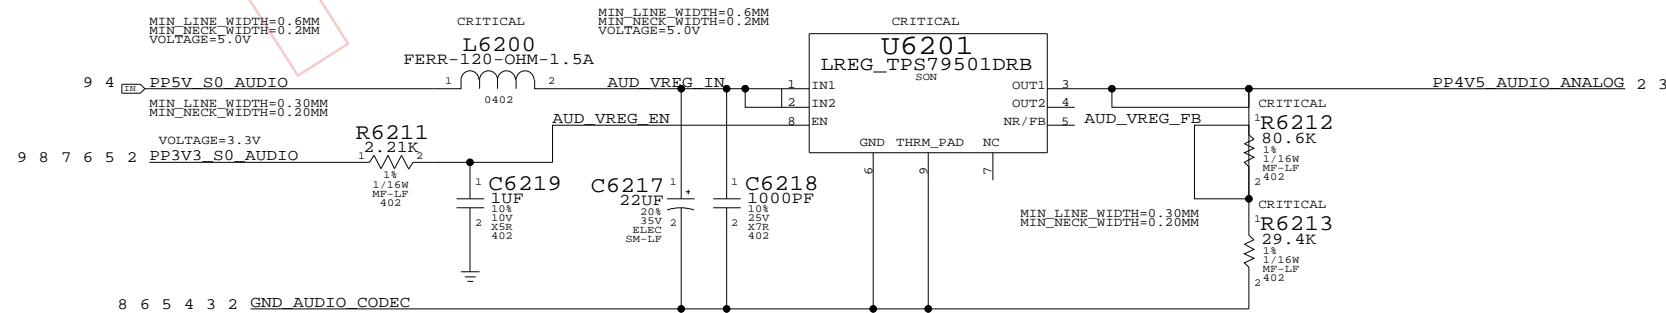 MIN_LINE_WIDTH=0.6MM
MIN_NECK_WIDTH=0.2MM
VOLTAGE=5.0V
CRITICAL
L6200
FERR-120-OHM-1.5A
1 2
0402
MIN_LINE_WIDTH=0.6MM
MIN_NECK_WIDTH=0.2MM
VOLTAGE=5.0V
CRITICAL
U6201
LREG_TPS79501DRB
SON
9 4 IN PP5V_S0_AUDIO
AUD_VREG_IN
1 IN1
2 IN2
8 EN
OUT1 3
OUT2 4
NR/FB 5
GND THRM_PAD NC
6 9 7
PP4V5_AUDIO_ANALOG 2 3
MIN_LINE_WIDTH=0.30MM
MIN_NECK_WIDTH=0.20MM
AUD_VREG_EN
AUD_VREG_FB
VOLTAGE=3.3V
9 8 7 6 5 2 PP3V3_S0_AUDIO
R6211
2.21K
1 2
1%
1/16W
MF-LF
402
1 C6219
1UF
10%
10V
2 X5R
402
C6217 1
22UF +
20%
35V
ELEC 2
SM-LF
1 C6218
1000PF
10%
25V
2 X7R
402
CRITICAL
1 R6212
80.6K
1%
1/16W
MF-LF
2 402
MIN_LINE_WIDTH=0.30MM
MIN_NECK_WIDTH=0.20MM
CRITICAL
1 R6213
29.4K
1%
1/16W
MF-LF
2 402
8 6 5 4 3 2 GND_AUDIO_CODEC